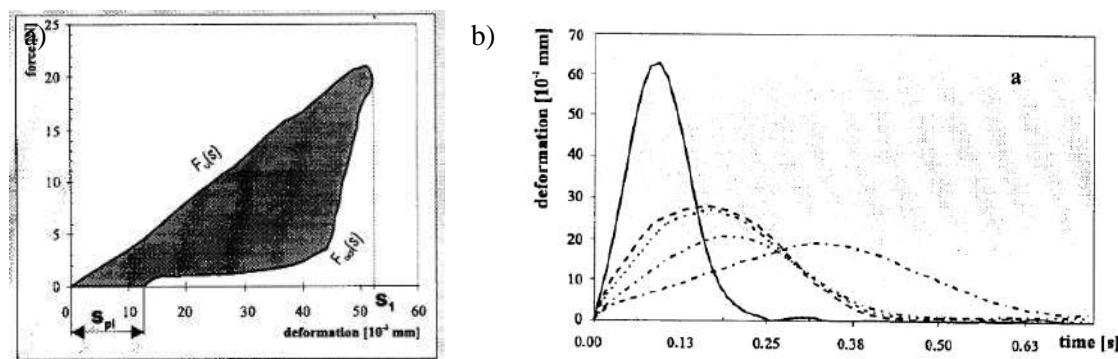 a)
force [N]
25
20
15
10
5
0
F_v(s)
0 10 20 30 40 50 60
S_pl
S_1
deformation [10^-2 mm]
b)
deformation [10^-2 mm]
70
60
50
40
30
20
10
0
a
0.00 0.13 0.25 0.38 0.50 0.63 time [s]